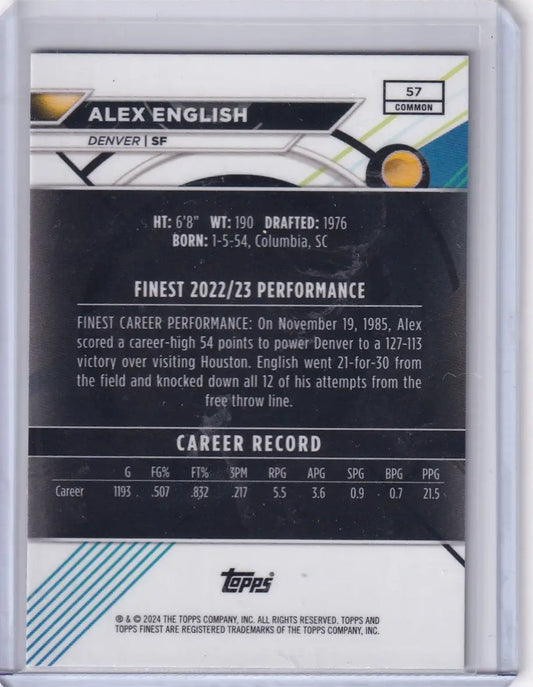 57
COMMON
ALEX ENGLISH
DENVER | SF
HT: 6'8" WT: 190 DRAFTED: 1976
BORN: 1-5-54, Columbia, SC
FINEST 2022/23 PERFORMANCE
FINEST CAREER PERFORMANCE: On November 19, 1985, Alex
scored a career-high 54 points to power Denver to a 127-113
victory over visiting Houston. English went 21-for-30 from
the field and knocked down all 12 of his attempts from the
free throw line.
CAREER RECORD
G FG% FT% 3PM RPG APG SPG BPG PPG
Career 1193 .507 .832 .217 5.5 3.6 0.9 0.7 21.5
Topps®
® & © 2024 THE TOPPS COMPANY, INC. ALL RIGHTS RESERVED. TOPPS AND
TOPPS FINEST ARE REGISTERED TRADEMARKS OF THE TOPPS COMPANY, INC.